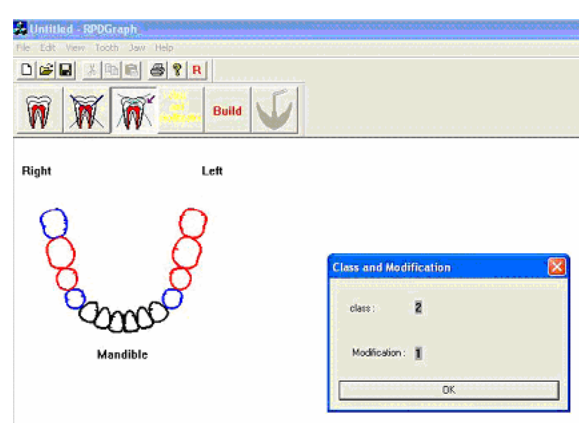 Untitled - RPDGraph
File Edit View Tooth Jaw Help
R
Build
Right Left
Mandible
Class and Modification
class : 2
Modification : 1
OK